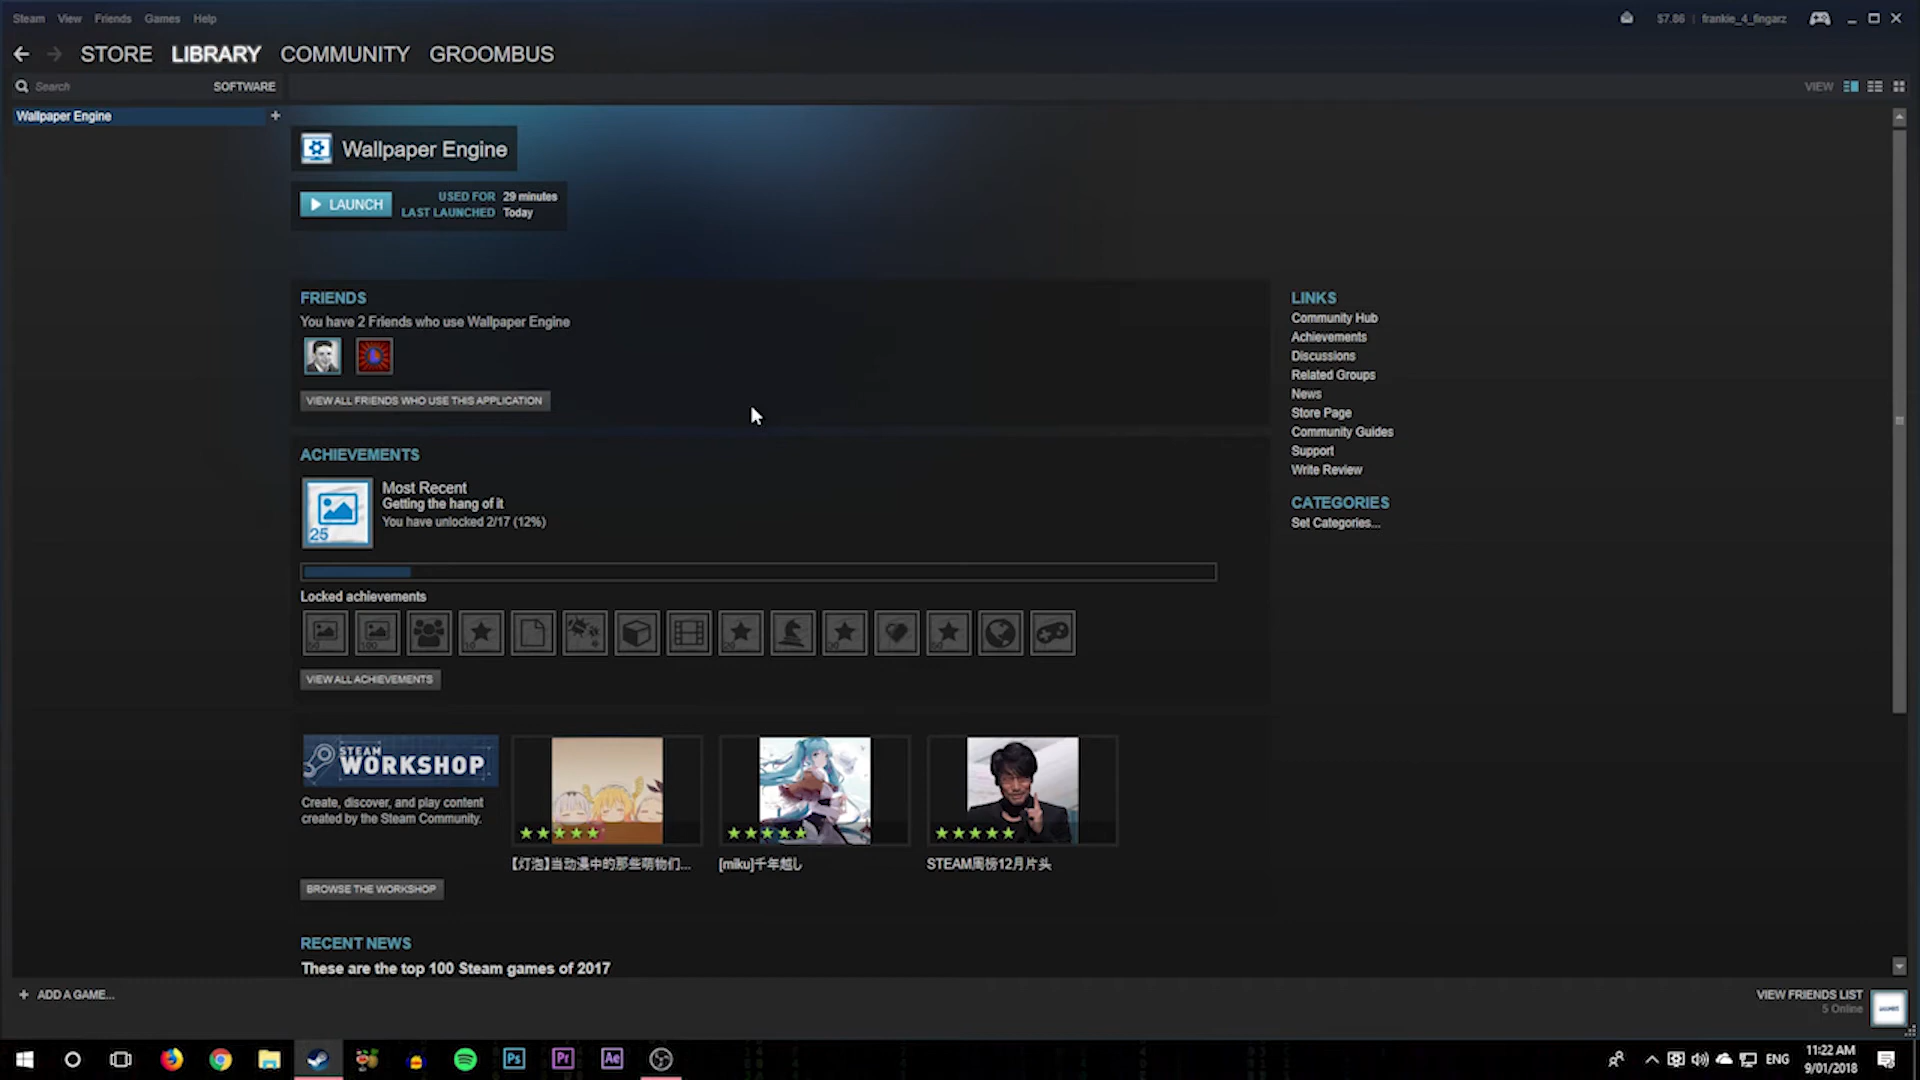 Steam View Friends Games Help
$7.86 frankie_4_fingarz
STORE LIBRARY COMMUNITY GROOMBUS
Search SOFTWARE
VIEW
Wallpaper Engine
Wallpaper Engine
LAUNCH
USED FOR 29 minutes
LAST LAUNCHED Today
FRIENDS
You have 2 Friends who use Wallpaper Engine
VIEW ALL FRIENDS WHO USE THIS APPLICATION
ACHIEVEMENTS
Most Recent
Getting the hang of it
You have unlocked 2/17 (12%)
25
Locked achievements
50 100 10
VIEW ALL ACHIEVEMENTS
STEAM
WORKSHOP
Create, discover, and play content
created by the Steam Community.
【灯泡】当动漫中的那些萌物们...
[miku]千年越し
STEAM周榜12月片头
BROWSE THE WORKSHOP
RECENT NEWS
These are the top 100 Steam games of 2017
LINKS
Community Hub
Achievements
Discussions
Related Groups
News
Store Page
Community Guides
Support
Write Review
CATEGORIES
Set Categories...
ADD A GAME...
VIEW FRIENDS LIST
5 Online
Ps Pr Ae
ENG
11:22 AM
9/01/2018